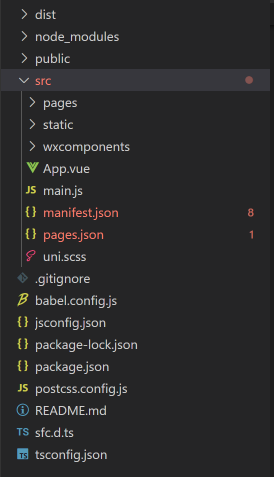 dist
node_modules
public
src
pages
static
wxcomponents
App.vue
JS main.js
{} manifest.json 8
{} pages.json 1
uni.scss
.gitignore
babel.config.js
{} jsconfig.json
{} package-lock.json
{} package.json
JS postcss.config.js
README.md
TS sfc.d.ts
TS tsconfig.json